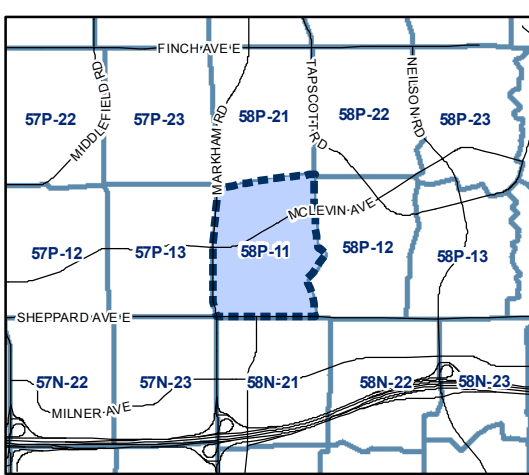 FINCH AVE E
MIDDLEFIELD RD
MARKHAM RD
TAPSCOTT RD
NEILSON RD
57P-22
57P-23
58P-21
58P-22
58P-23
MCLEVIN AVE
57P-12
57P-13
58P-11
58P-12
58P-13
SHEPPARD AVE E
57N-22
57N-23
58N-21
58N-22
58N-23
MILNER AVE